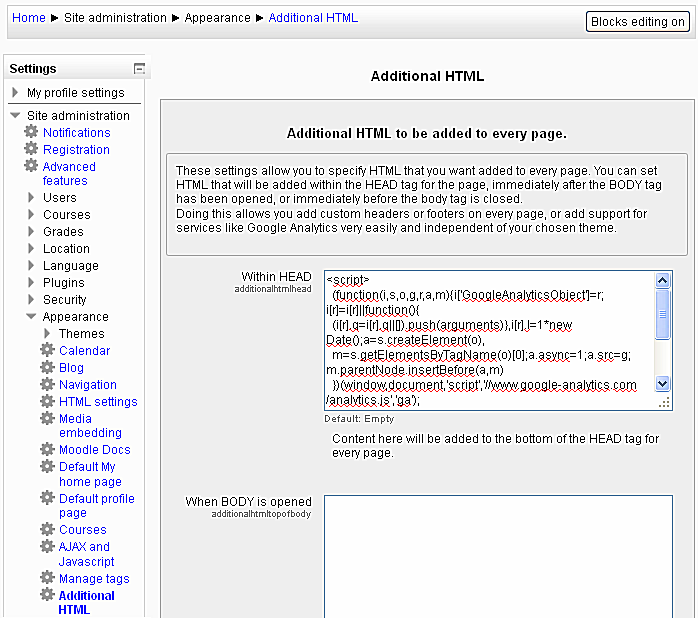 Home ► Site administration ► Appearance ► Additional HTML
Blocks editing on
Settings
My profile settings
Site administration
Notifications
Registration
Advanced
features
Users
Courses
Grades
Location
Language
Plugins
Security
Appearance
Themes
Calendar
Blog
Navigation
HTML settings
Media
embedding
Moodle Docs
Default My
home page
Default profile
page
Courses
AJAX and
Javascript
Manage tags
Additional
HTML
Additional HTML
Additional HTML to be added to every page.
These settings allow you to specify HTML that you want added to every page. You can set
HTML that will be added within the HEAD tag for the page, immediately after the BODY tag
has been opened, or immediately before the body tag is closed.
Doing this allows you add custom headers or footers on every page, or add support for
services like Google Analytics very easily and independent of your chosen theme.
Within HEAD
additionalhtmlhead
<script>
(function(i,s,o,g,r,a,m){i['GoogleAnalyticsObject']=r;
i[r]=i[r]||function(){
(i[r].q=i[r].q||[]).push(arguments)},i[r].l=1*new
Date();a=s.createElement(o),
m=s.getElementsByTagName(o)[0];a.async=1;a.src=g;
m.parentNode.insertBefore(a,m)
})(window,document,'script','//www.google-analytics.com
/analytics.js','ga');
Default: Empty
Content here will be added to the bottom of the HEAD tag for
every page.
When BODY is opened
additionalhtmltopofbody